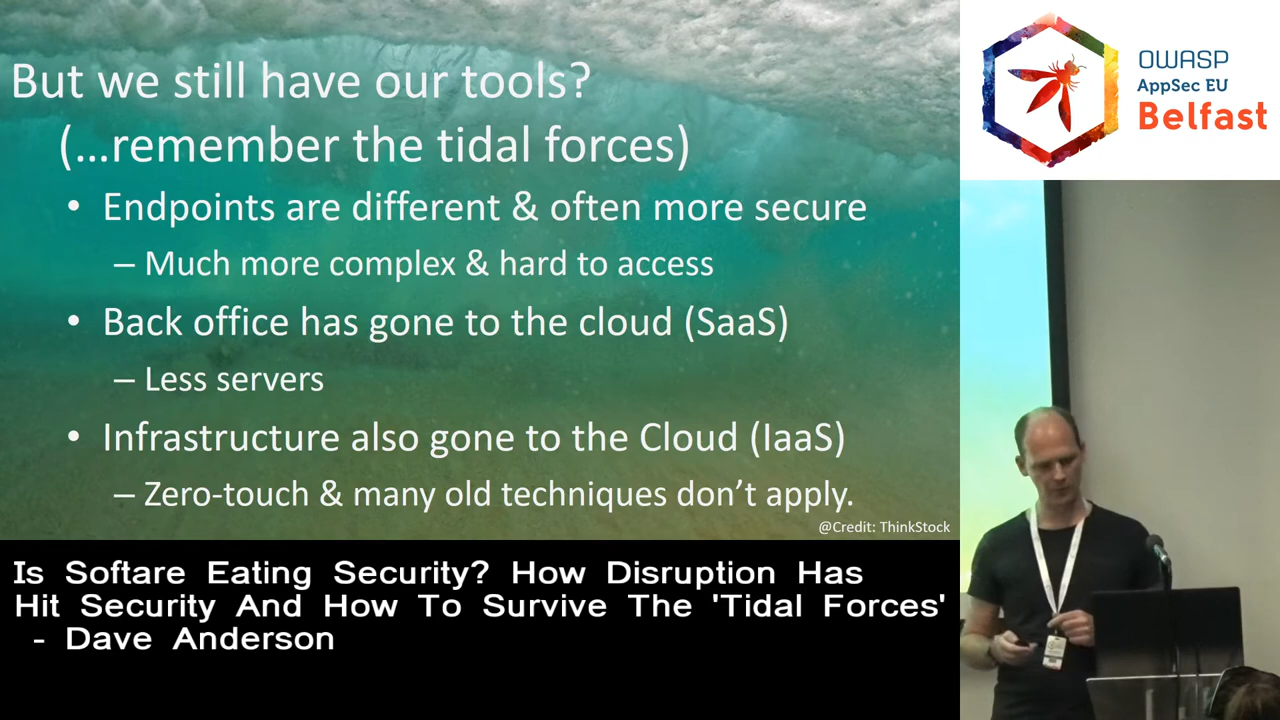 But we still have our tools?
(...remember the tidal forces)
• Endpoints are different & often more secure
– Much more complex & hard to access
• Back office has gone to the cloud (SaaS)
– Less servers
• Infrastructure also gone to the Cloud (IaaS)
– Zero-touch & many old techniques don't apply.
@Credit: ThinkStock
OWASP
AppSec EU
Belfast
Is Softare Eating Security? How Disruption Has
Hit Security And How To Survive The 'Tidal Forces'
- Dave Anderson